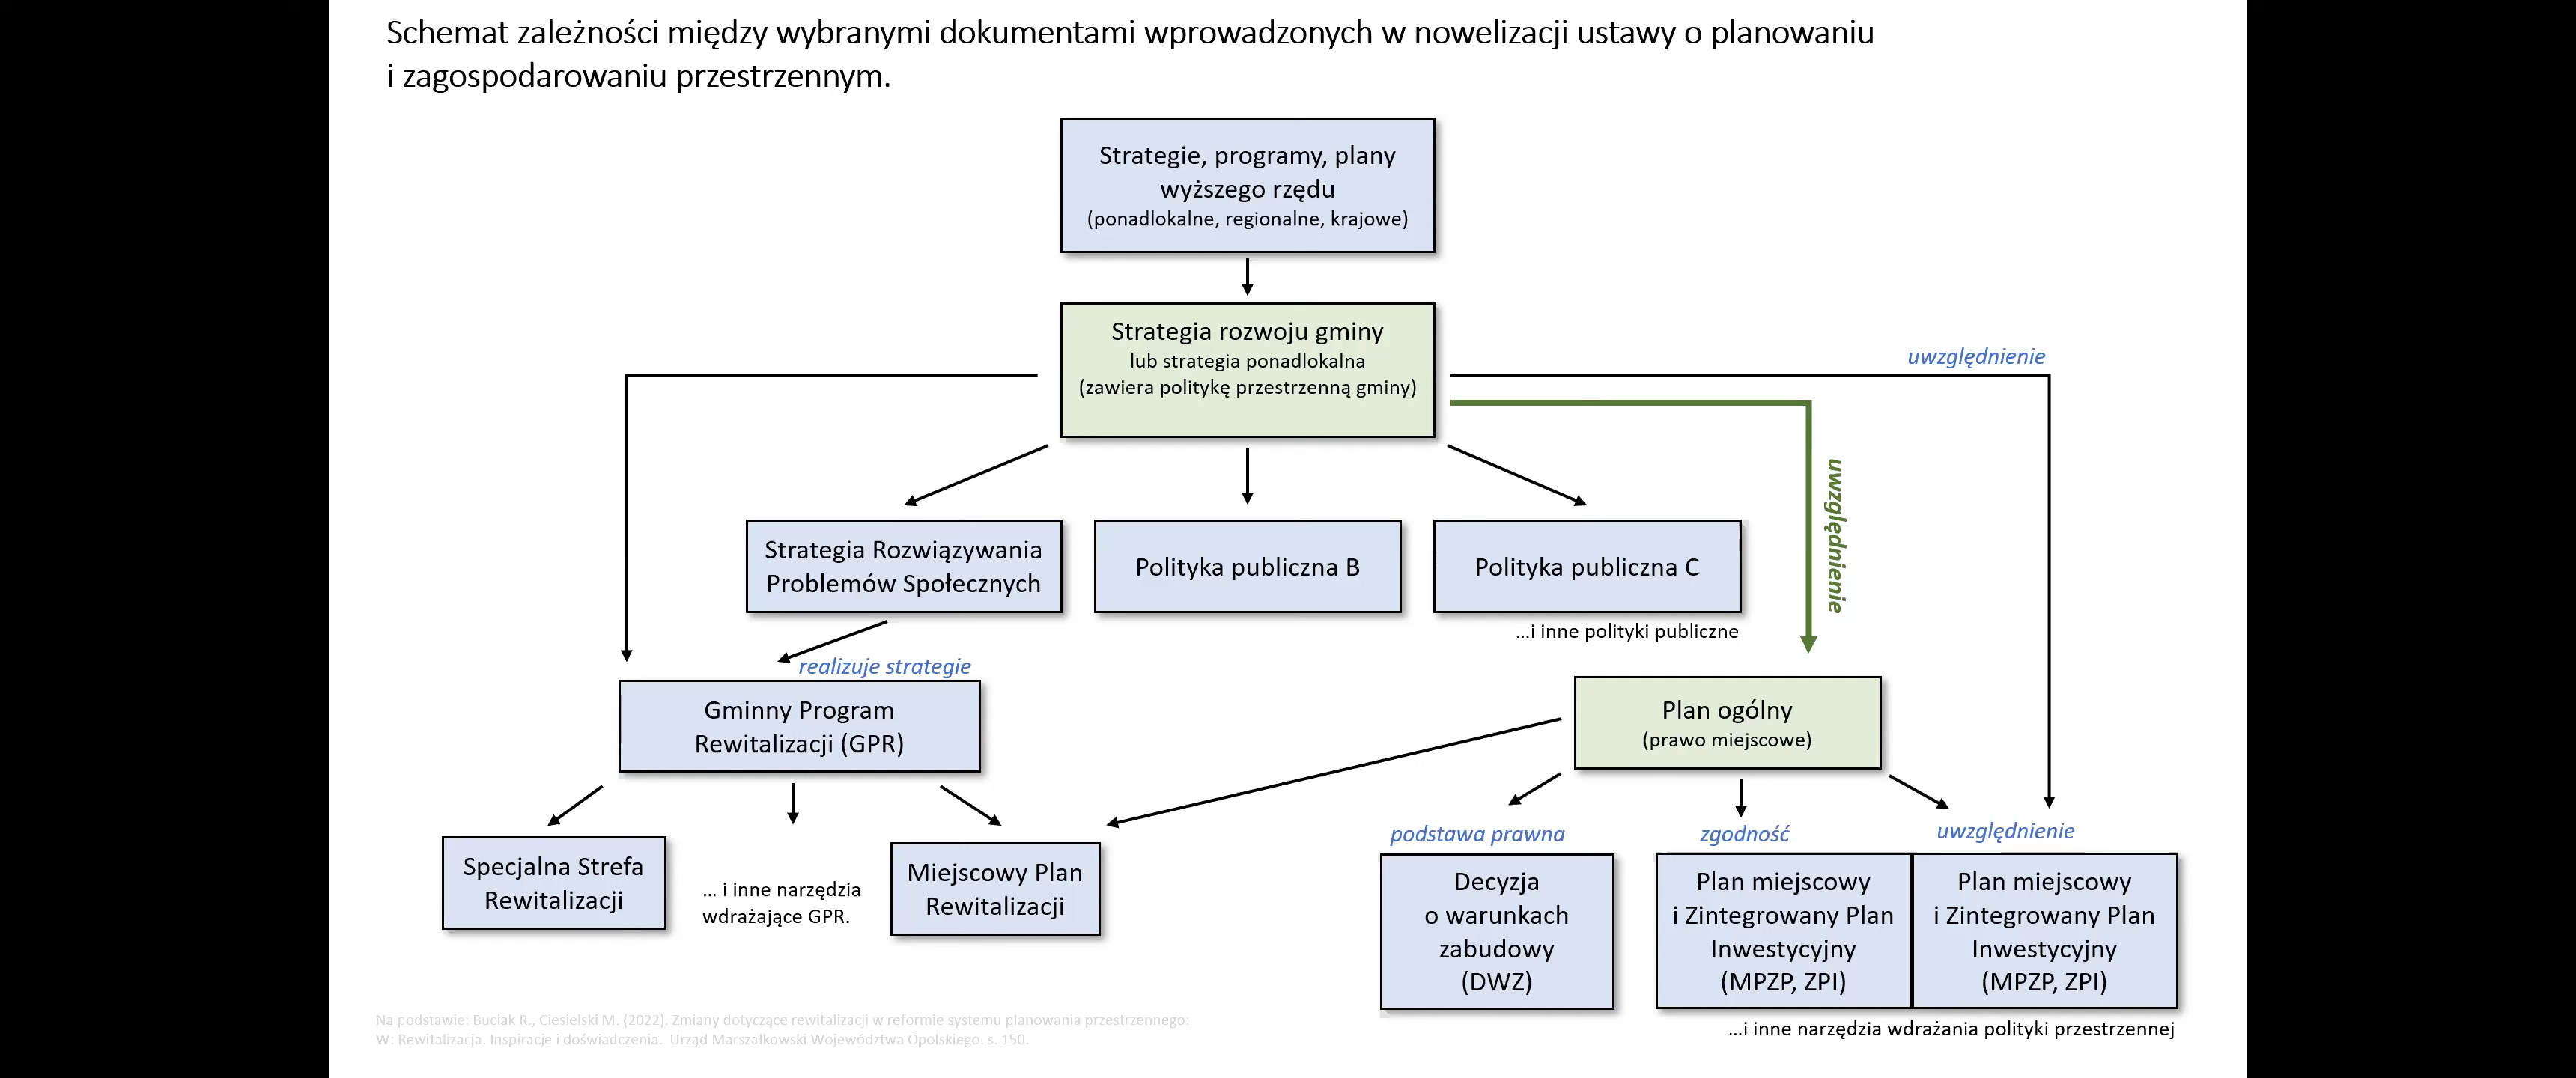 Schemat zależności między wybranymi dokumentami wprowadzonych w nowelizacji ustawy o planowaniu
i zagospodarowaniu przestrzennym.
Strategie, programy, plany
wyższego rzędu
(ponadlokalne, regionalne, krajowe)
Strategia rozwoju gminy
lub strategia ponadlokalna
(zawiera politykę przestrzenną gminy)
uwzględnienie
uwzględnienie
Strategia Rozwiązywania
Problemów Społecznych
Polityka publiczna B
Polityka publiczna C
...i inne polityki publiczne
realizuje strategie
Gminny Program
Rewitalizacji (GPR)
Plan ogólny
(prawo miejscowe)
Specjalna Strefa
Rewitalizacji
... i inne narzędzia
wdrażające GPR.
Miejscowy Plan
Rewitalizacji
podstawa prawna
Decyzja
o warunkach
zabudowy
(DWZ)
zgodność
Plan miejscowy
i Zintegrowany Plan
Inwestycyjny
(MPZP, ZPI)
uwzględnienie
Plan miejscowy
i Zintegrowany Plan
Inwestycyjny
(MPZP, ZPI)
...i inne narzędzia wdrażania polityki przestrzennej
Na podstawie: Buciak R., Ciesielski M. (2022). Zmiany dotyczące rewitalizacji w reformie systemu planowania przestrzennego:
W: Rewitalizacja. Inspiracje i doświadczenia. Urząd Marszałkowski Województwa Opolskiego. s. 150.